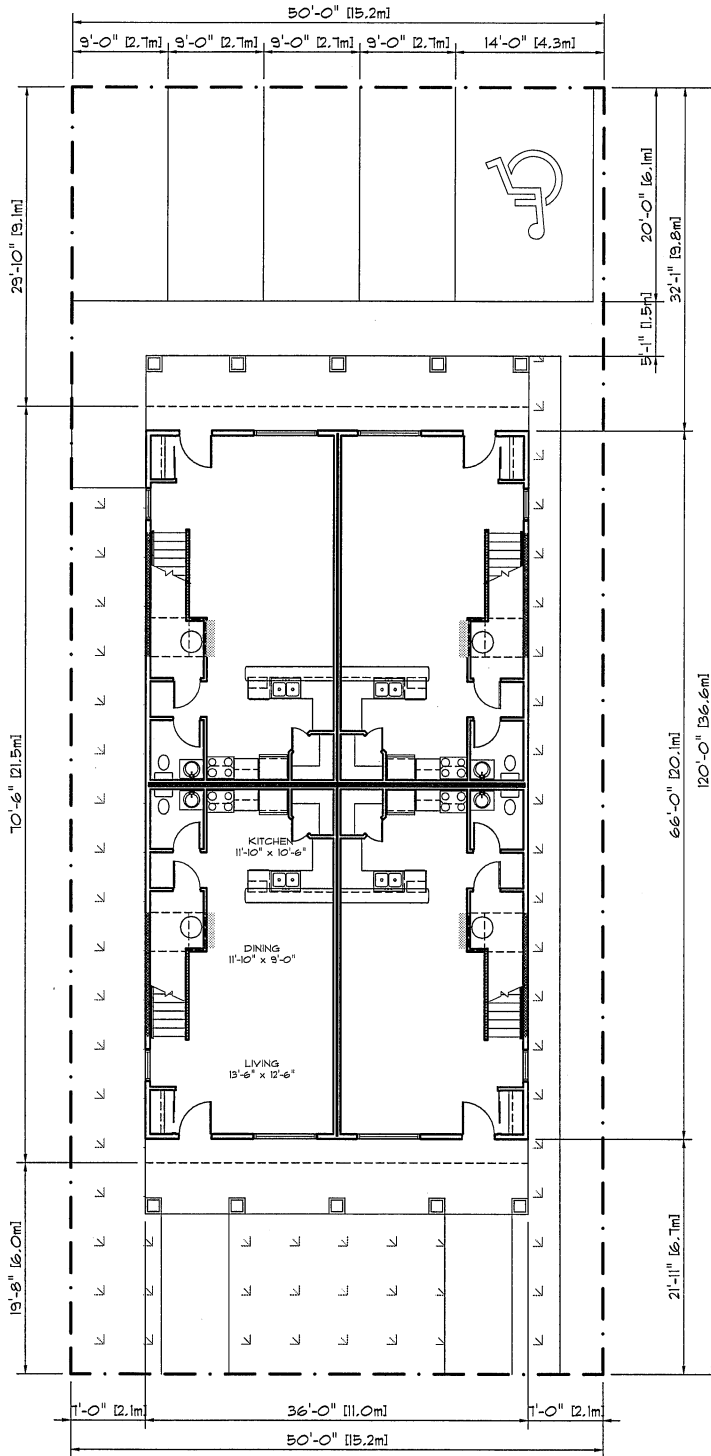 50'-0" [15.2m]
9'-0" [2.7m]
9'-0" [2.7m]
9'-0" [2.7m]
9'-0" [2.7m]
14'-0" [4.3m]
29'-10" [9.1m]
20'-0" [6.1m]
32'-1" [9.8m]
5'-1" [1.5m]
70'-6" [21.5m]
66'-0" [20.1m]
120'-0" [36.6m]
KITCHEN
11'-10" x 10'-6"
DINING
11'-10" x 9'-0"
LIVING
13'-6" x 12'-6"
19'-8" [6.0m]
21'-11" [6.7m]
7'-0" [2.1m]
36'-0" [11.0m]
7'-0" [2.1m]
50'-0" [15.2m]